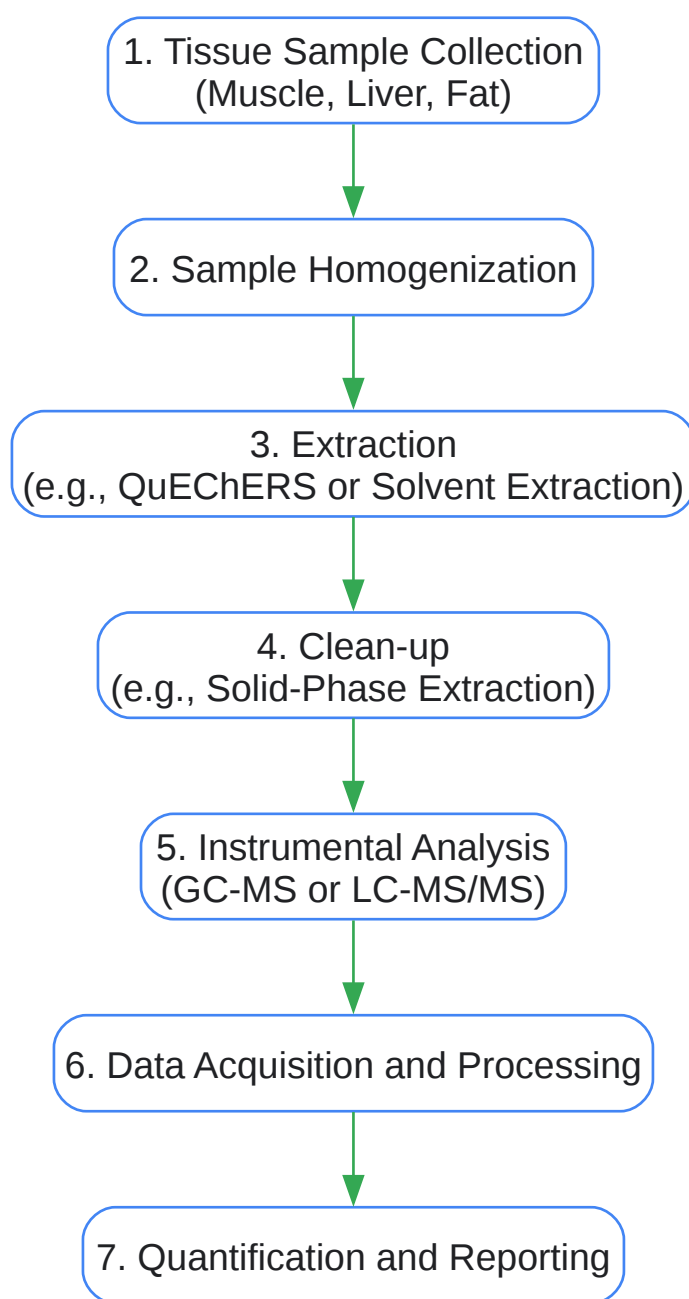 1. Tissue Sample Collection
(Muscle, Liver, Fat)
2. Sample Homogenization
3. Extraction
(e.g., QuEChERS or Solvent Extraction)
4. Clean-up
(e.g., Solid-Phase Extraction)
5. Instrumental Analysis
(GC-MS or LC-MS/MS)
6. Data Acquisition and Processing
7. Quantification and Reporting